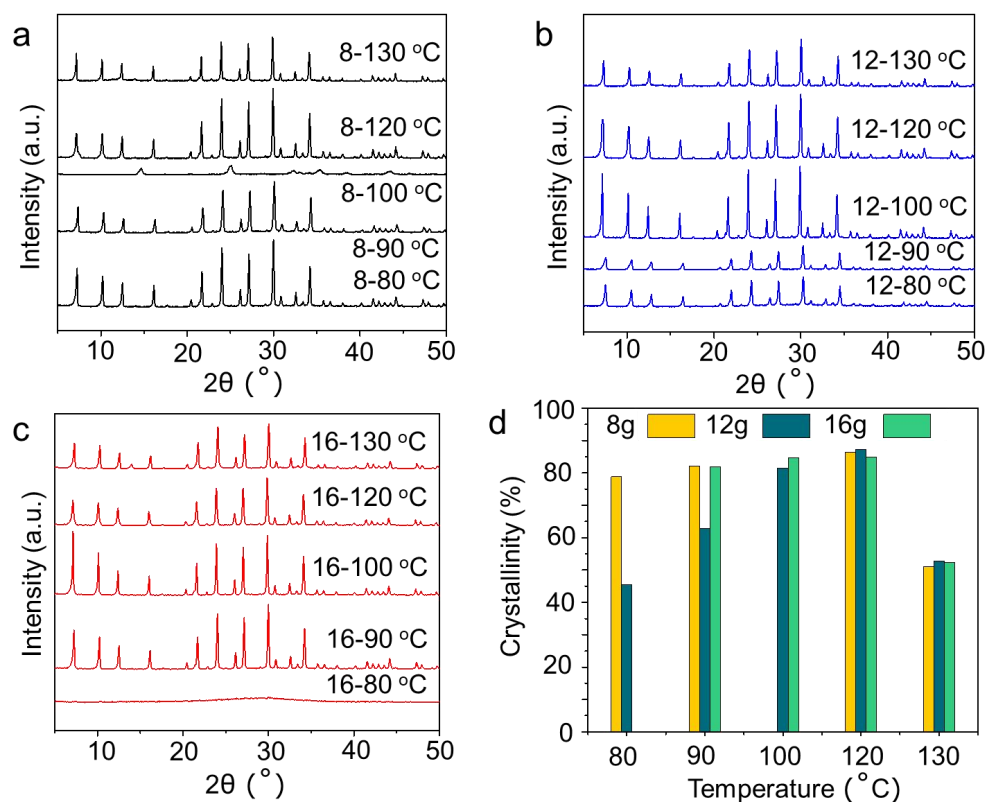 a
8-130 °C
8-120 °C
8-100 °C
8-90 °C
8-80 °C
Intensity (a.u.)
10 20 30 40 50
2θ (°)
b
12-130 °C
12-120 °C
12-100 °C
12-90 °C
12-80 °C
Intensity (a.u.)
10 20 30 40 50
2θ (°)
c
16-130 °C
16-120 °C
16-100 °C
16-90 °C
16-80 °C
Intensity (a.u.)
10 20 30 40 50
2θ (°)
d
8g 12g 16g
Crystallinity (%)
100
80
60
40
20
0
80 90 100 120 130
Temperature (°C)